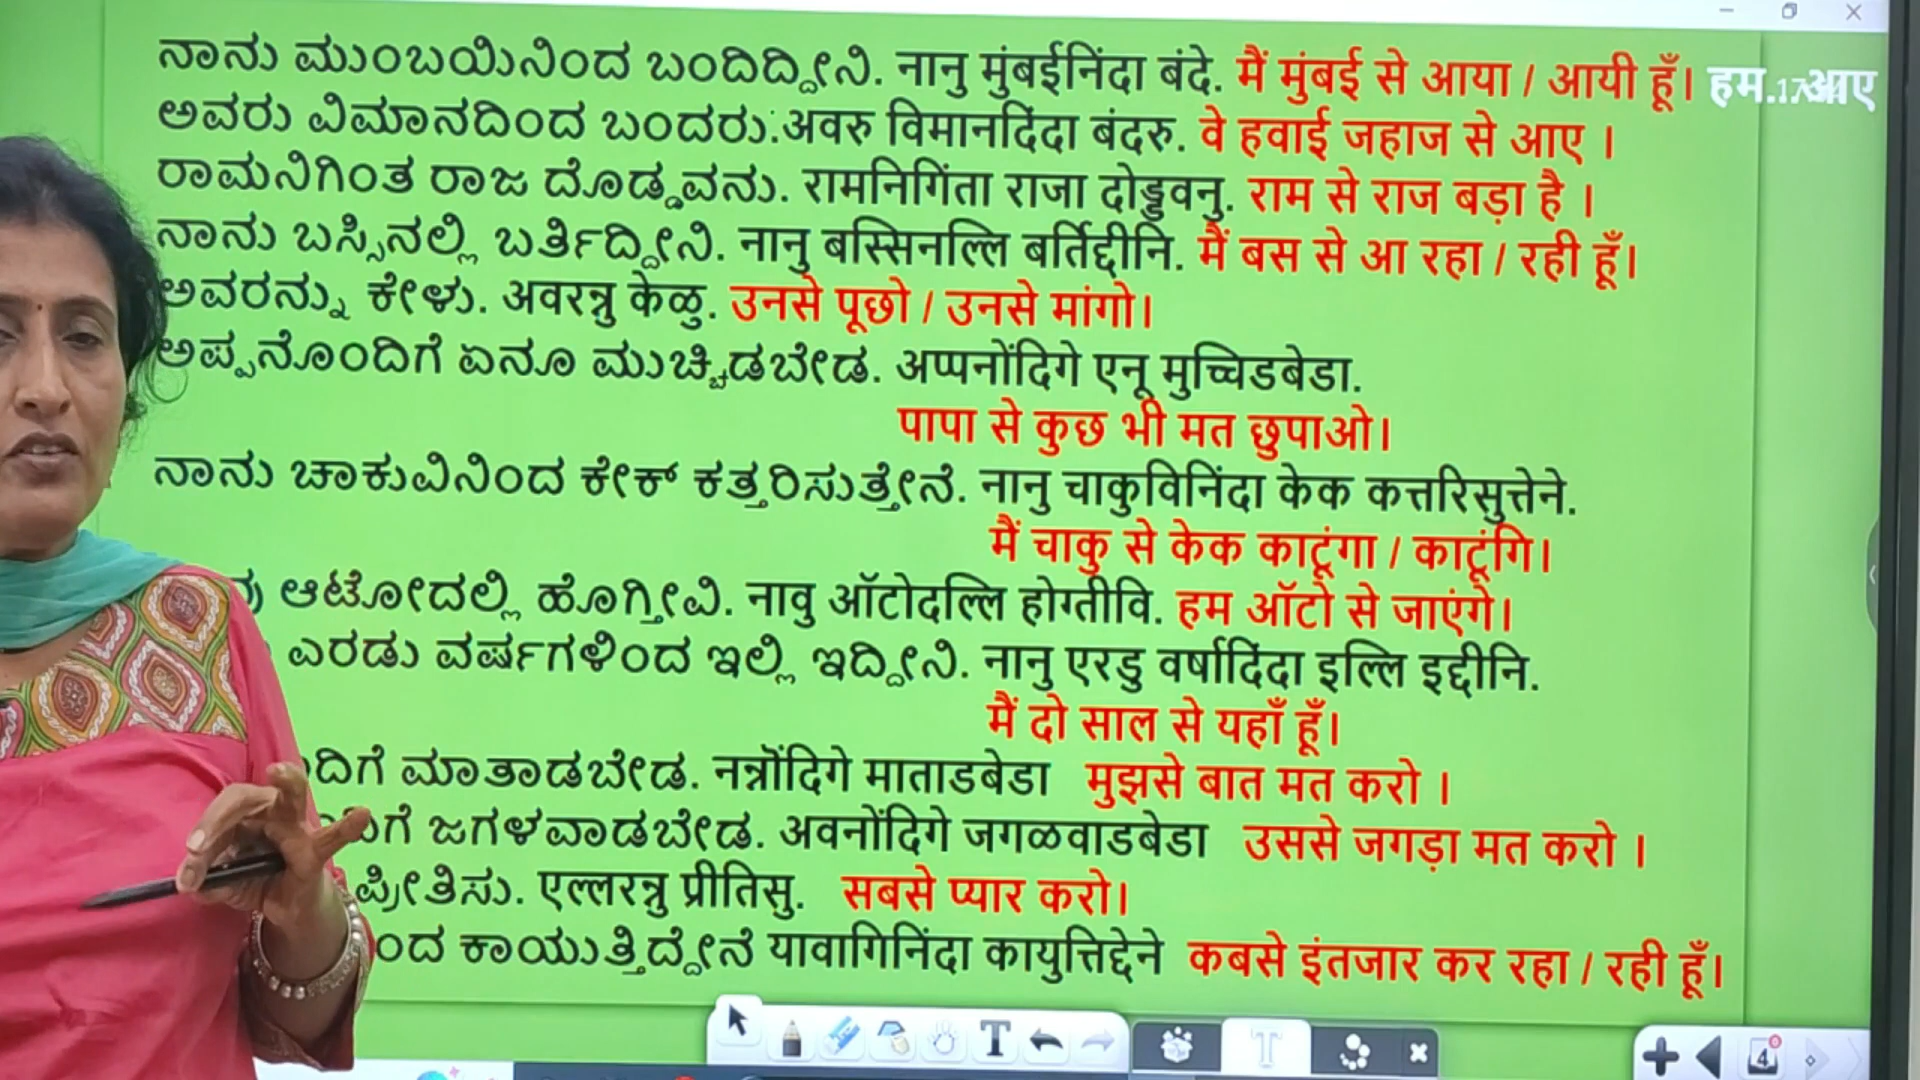 ನಾನು ಮುಂಬಯಿನಿಂದ ಬಂದಿದ್ದೀನಿ. नानु मुंबईनिंदा बंदे. मैं मुंबई से आया / आयी हूँ। हम.. आए
ಅವರು ವಿಮಾನದಿಂದ ಬಂದರು. अवरु विमानदिंदा बंदरु. वे हवाई जहाज से आए ।
ರಾಮನಿಗಿಂತ ರಾಜ ದೊಡ್ಡವನು. रामनिगिंता राजा दोड्डवनु. राम से राज बड़ा है ।
ನಾನು ಬಸ್ಸಿನಲ್ಲಿ ಬರ್ತಿದ್ದೀನಿ. नानु बस्सिनल्लि बर्तिद्दीनि. मैं बस से आ रहा / रही हूँ।
ಅವರನ್ನು ಕೇಳು. अवरन्नु केळु. उनसे पूछो / उनसे मांगो।
ಅಪ್ಪನೊಂದಿಗೆ ಏನೂ ಮುಚ್ಚಿಡಬೇಡ. अप्पनोंदिगे एनू मुच्चिडबेडा.
पापा से कुछ भी मत छुपाओ।
ನಾನು ಚಾಕುವಿನಿಂದ ಕೇಕ್ ಕತ್ತರಿಸುತ್ತೇನೆ. नानु चाकुविनिंदा केक कत्तरिसुत्तेने.
मैं चाकु से केक काटूंगा / काटूंगि।
ಆಟೋದಲ್ಲಿ ಹೊಗ್ತೀವಿ. नावु ऑटोदल्लि होग्तीवि. हम ऑटो से जाएंगे।
ಎರಡು ವರ್ಷಗಳಿಂದ ಇಲ್ಲಿ ಇದ್ದೀನಿ. नानु एरडु वर्षादिंदा इल्लि इद्दीनि.
मैं दो साल से यहाँ हूँ।
ದಿಗೆ ಮಾತಾಡಬೇಡ. नन्नोंदिगे माताडबेडा मुझसे बात मत करो ।
ಗೆ ಜಗಳವಾಡಬೇಡ. अवनोंदिगे जगळवाडबेडा उससे जगड़ा मत करो ।
ಪ್ರೀತಿಸು. एल्लरन्नु प्रीतिसु. सबसे प्यार करो।
ಂದ ಕಾಯುತ್ತಿದ್ದೇನೆ यावागिनिंदा कायुत्तिद्देने कबसे इंतजार कर रहा / रही हूँ।
T T 4